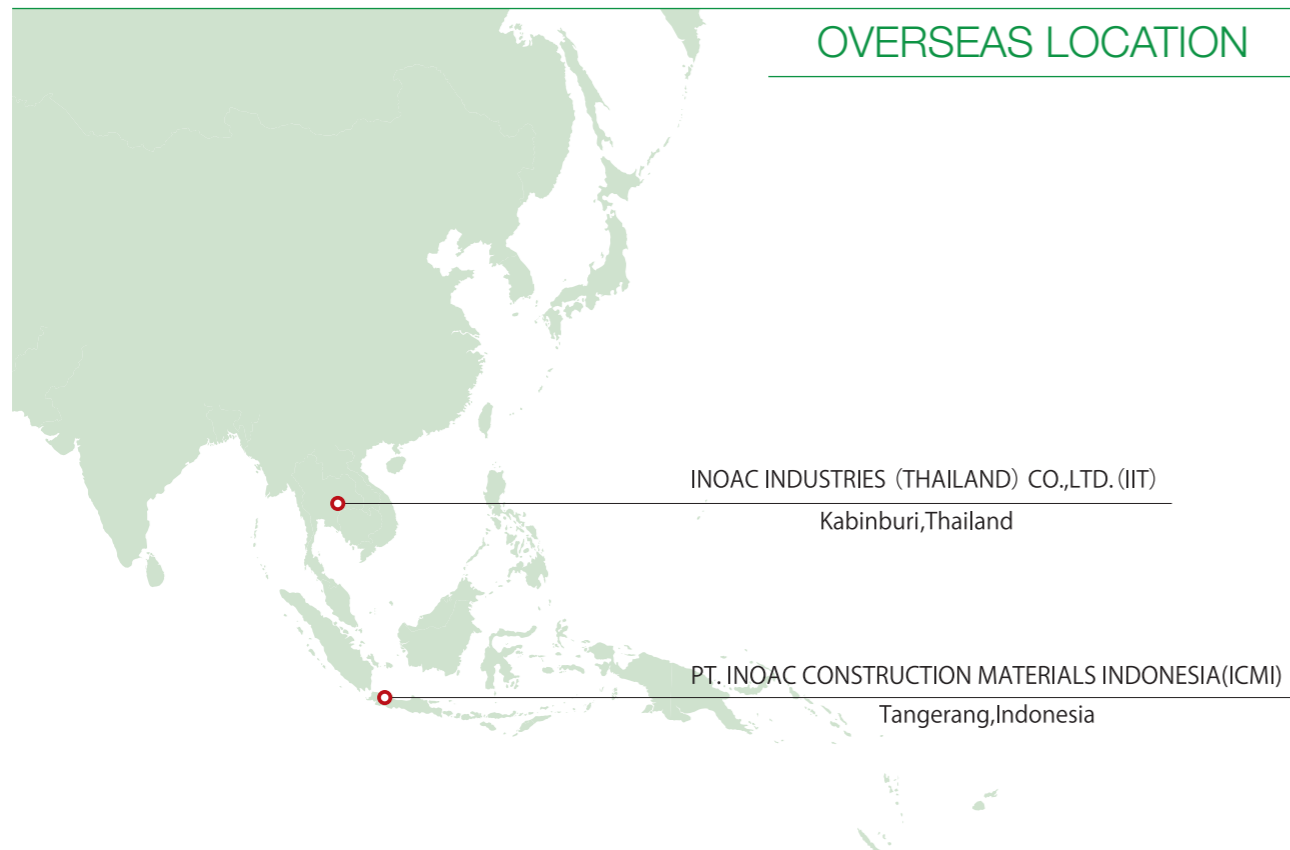 OVERSEAS LOCATION
INOAC INDUSTRIES（THAILAND）CO.,LTD.（IIT）
Kabinburi,Thailand
PT. INOAC CONSTRUCTION MATERIALS INDONESIA(ICMI)
Tangerang,Indonesia